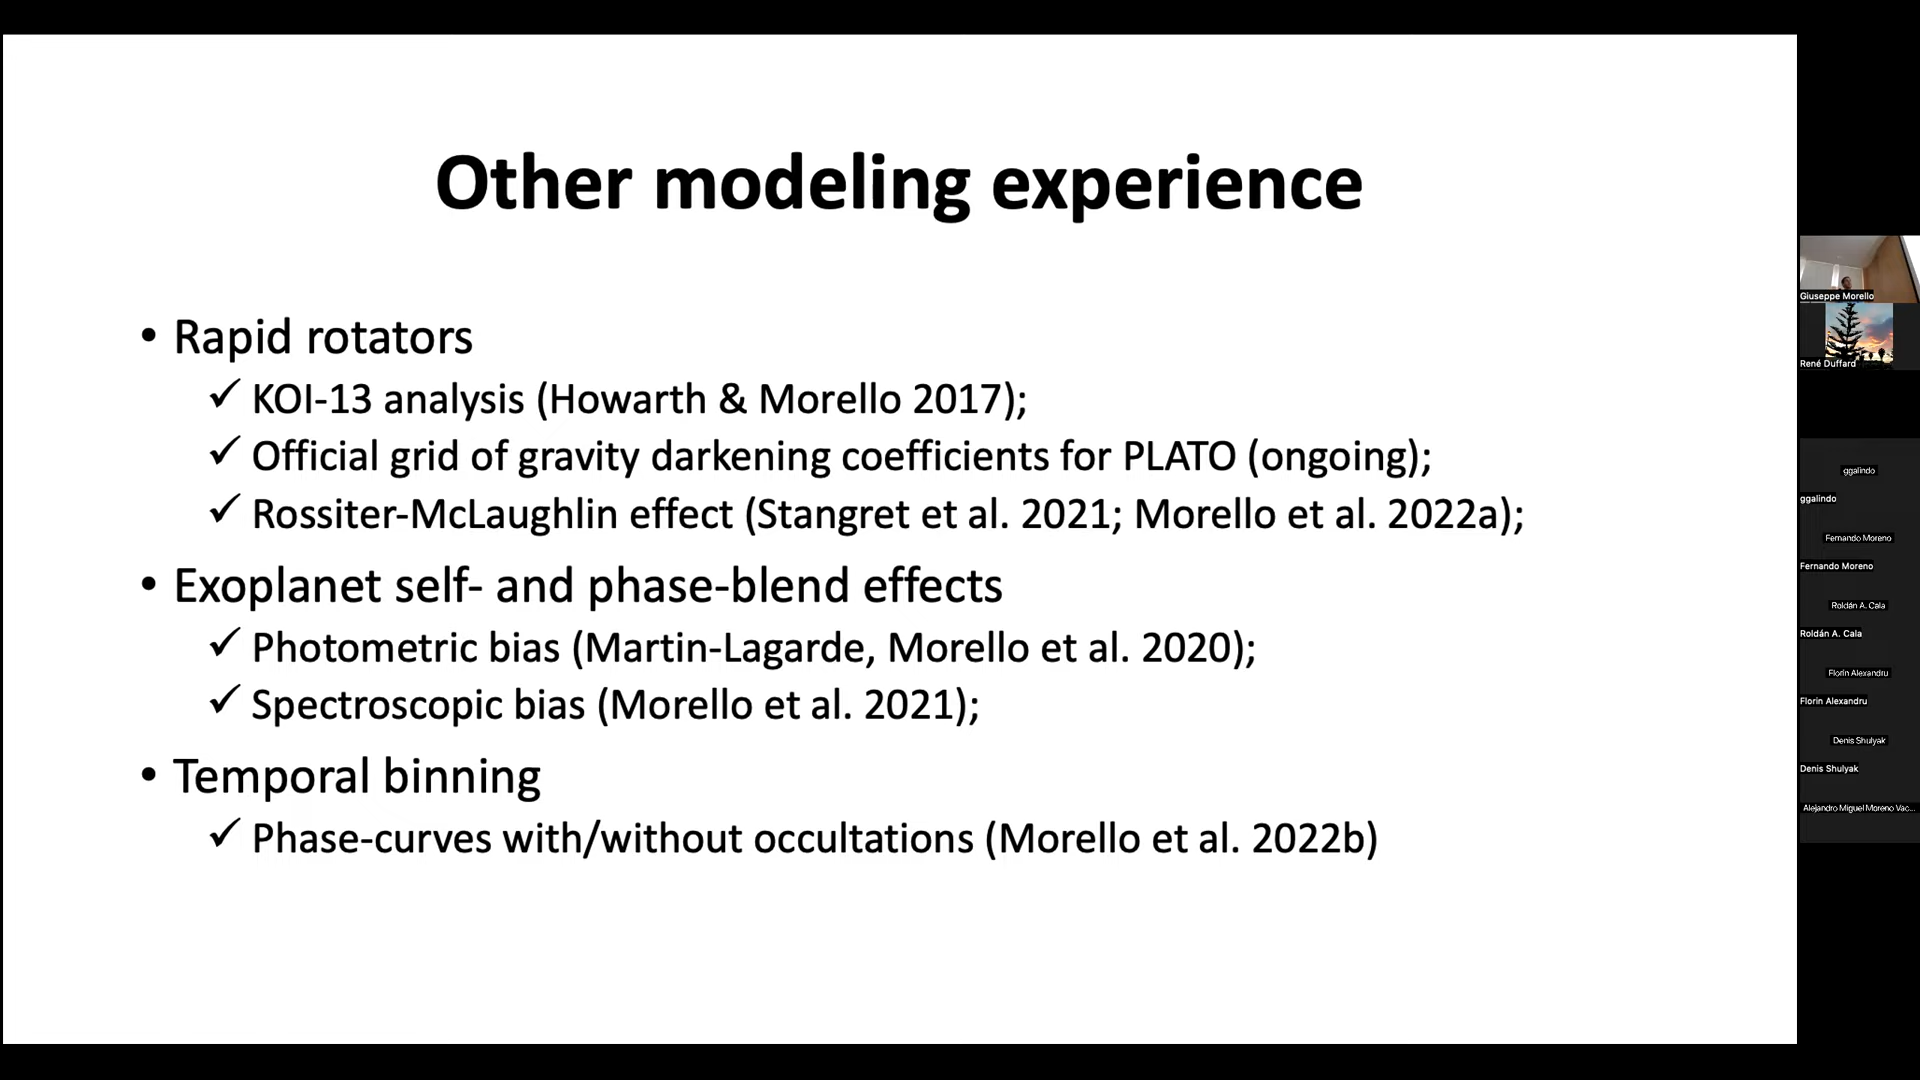 Other modeling experience
• Rapid rotators
✓ KOI-13 analysis (Howarth & Morello 2017);
✓ Official grid of gravity darkening coefficients for PLATO (ongoing);
✓ Rossiter-McLaughlin effect (Stangret et al. 2021; Morello et al. 2022a);
• Exoplanet self- and phase-blend effects
✓ Photometric bias (Martin-Lagarde, Morello et al. 2020);
✓ Spectroscopic bias (Morello et al. 2021);
• Temporal binning
✓ Phase-curves with/without occultations (Morello et al. 2022b)
Giuseppe Morello
René Duffard
ggalindo
ggalindo
Fernando Moreno
Fernando Moreno
Roldán A. Cala
Roldán A. Cala
Florin Alexandru
Florin Alexandru
Denis Shulyak
Denis Shulyak
Alejandro Miguel Moreno Vac...